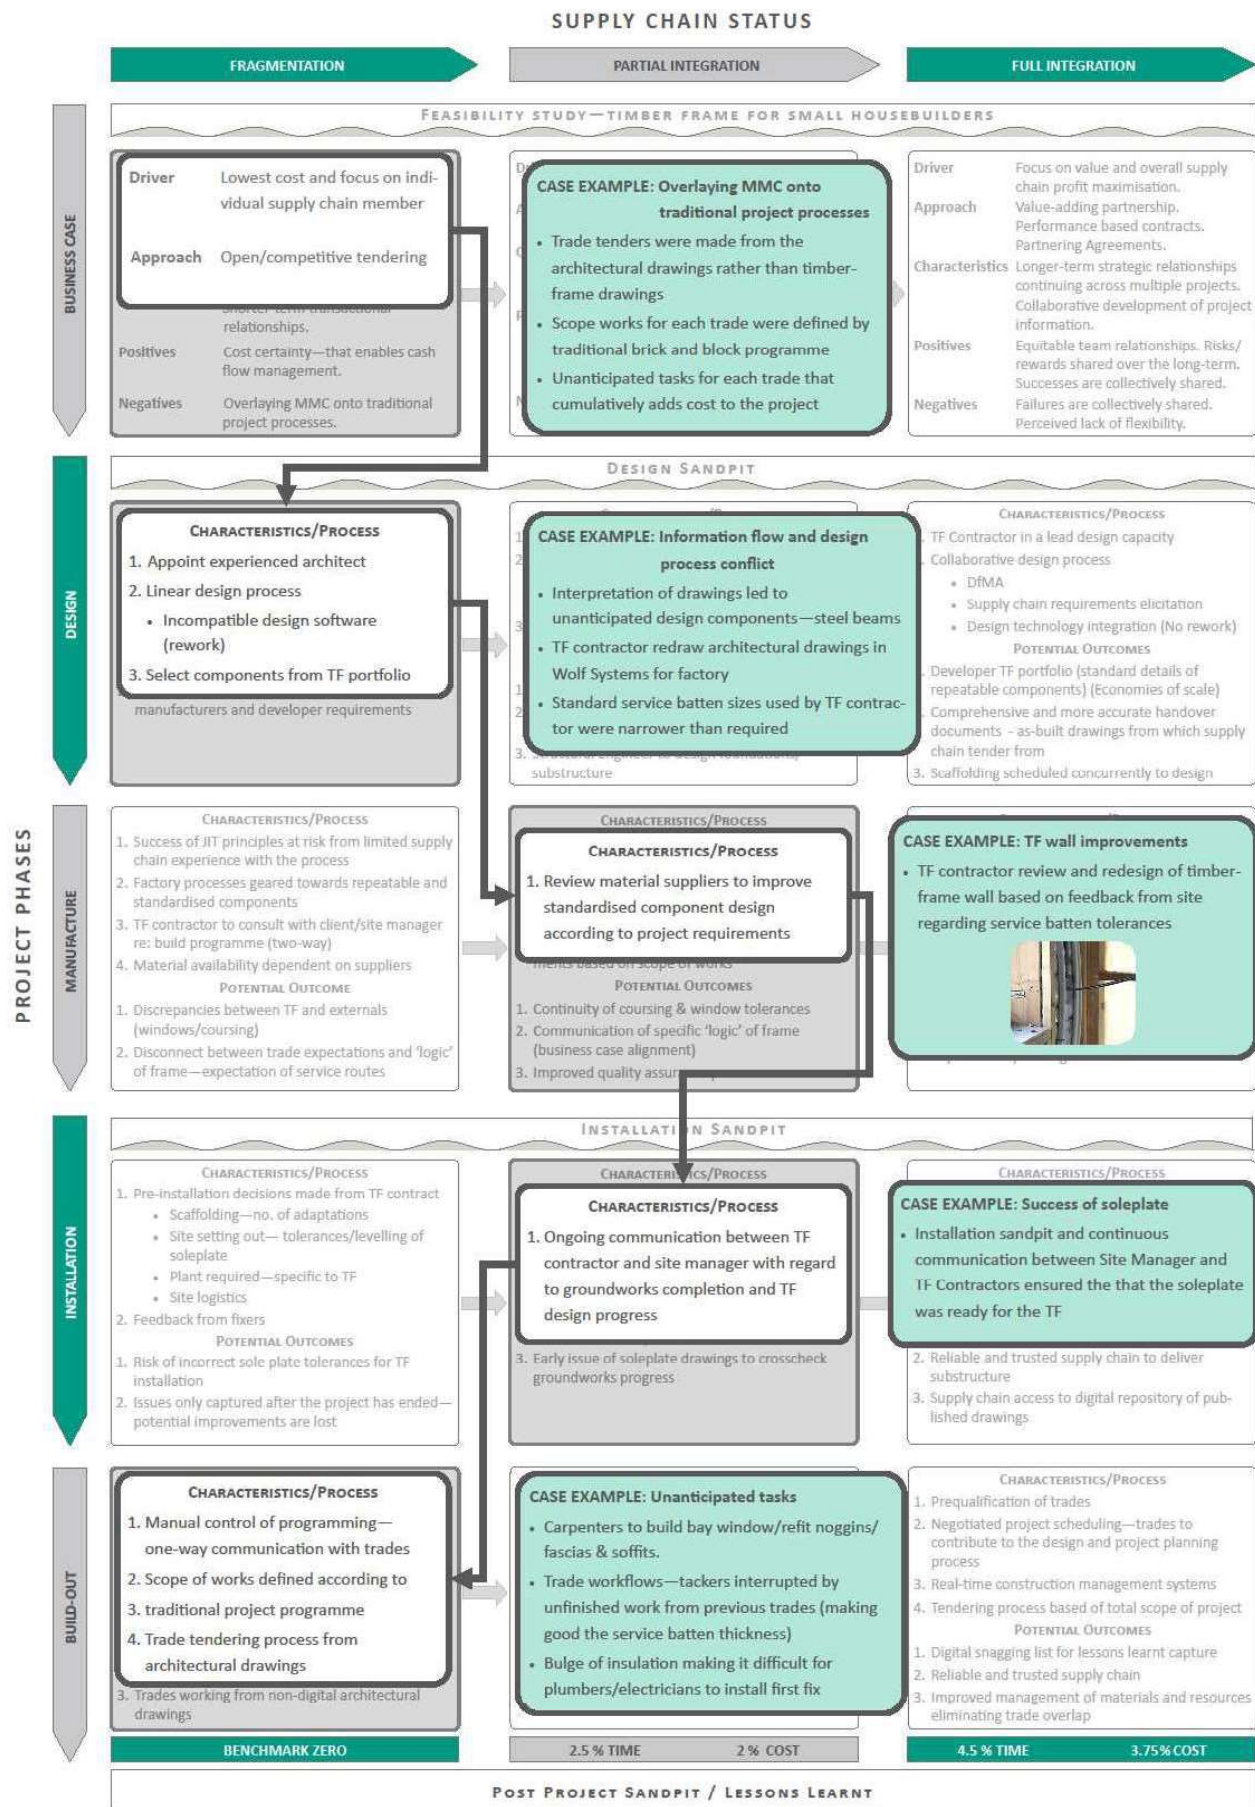 SUPPLY CHAIN STATUS
FRAGMENTATION
PARTIAL INTEGRATION
FULL INTEGRATION
PROJECT PHASES
BUSINESS CASE
FEASIBILITY STUDY—TIMBER FRAME FOR SMALL HOUSEBUILDERS
Driver Lowest cost and focus on indi-
vidual supply chain member
Approach Open/competitive tendering
relationships.
Positives Cost certainty—that enables cash
flow management.
Negatives Overlaying MMC onto traditional
project processes.
CASE EXAMPLE: Overlaying MMC onto
traditional project processes
• Trade tenders were made from the
architectural drawings rather than timber-
frame drawings
• Scope works for each trade were defined by
traditional brick and block programme
• Unanticipated tasks for each trade that
cumulatively adds cost to the project
Driver Focus on value and overall supply
chain profit maximisation.
Approach Value-adding partnership.
Performance based contracts.
Partnering Agreements.
Characteristics Longer-term strategic relationships
continuing across multiple projects.
Collaborative development of project
information.
Positives Equitable team relationships. Risks/
rewards shared over the long-term.
Successes are collectively shared.
Negatives Failures are collectively shared.
Perceived lack of flexibility.
DESIGN
DESIGN SANDPIT
CHARACTERISTICS/PROCESS
1. Appoint experienced architect
2. Linear design process
• Incompatible design software
(rework)
3. Select components from TF portfolio
manufacturers and developer requirements
CASE EXAMPLE: Information flow and design
process conflict
• Interpretation of drawings led to
unanticipated design components—steel beams
• TF contractor redraw architectural drawings in
Wolf Systems for factory
• Standard service batten sizes used by TF contrac-
tor were narrower than required
substructure
CHARACTERISTICS/PROCESS
TF Contractor in a lead design capacity
Collaborative design process
• DfMA
• Supply chain requirements elicitation
• Design technology integration (No rework)
POTENTIAL OUTCOMES
Developer TF portfolio (standard details of
repeatable components) (Economies of scale)
Comprehensive and more accurate handover
documents - as-built drawings from which supply
chain tender from
3. Scaffolding scheduled concurrently to design
MANUFACTURE
CHARACTERISTICS/PROCESS
1. Success of JIT principles at risk from limited supply
chain experience with the process
2. Factory processes geared towards repeatable and
standardised components
3. TF contractor to consult with client/site manager
re: build programme (two-way)
4. Material availability dependent on suppliers
POTENTIAL OUTCOME
1. Discrepancies between TF and externals
(windows/coursing)
2. Disconnect between trade expectations and 'logic'
of frame—expectation of service routes
CHARACTERISTICS/PROCESS
CHARACTERISTICS/PROCESS
1. Review material suppliers to improve
standardised component design
according to project requirements
ments based on scope of works
POTENTIAL OUTCOMES
1. Continuity of coursing & window tolerances
2. Communication of specific 'logic' of frame
(business case alignment)
3. Improved quality
CASE EXAMPLE: TF wall improvements
• TF contractor review and redesign of timber-
frame wall based on feedback from site
regarding service batten tolerances
INSTALLATION
INSTALLATION SANDPIT
CHARACTERISTICS/PROCESS
1. Pre-installation decisions made from TF contract
• Scaffolding—no. of adaptations
• Site setting out— tolerances/levelling of
soleplate
• Plant required—specific to TF
• Site logistics
2. Feedback from fixers
POTENTIAL OUTCOMES
1. Risk of incorrect sole plate tolerances for TF
installation
2. Issues only captured after the project has ended—
potential improvements are lost
CHARACTERISTICS/PROCESS
CHARACTERISTICS/PROCESS
1. Ongoing communication between TF
contractor and site manager with regard
to groundworks completion and TF
design progress
3. Early issue of soleplate drawings to crosscheck
groundworks progress
CHARACTERISTICS/PROCESS
CASE EXAMPLE: Success of soleplate
• Installation sandpit and continuous
communication between Site Manager and
TF Contractors ensured the that the soleplate
was ready for the TF
2. Reliable and trusted supply chain to deliver
substructure
3. Supply chain access to digital repository of pub-
lished drawings
BUILD-OUT
CHARACTERISTICS/PROCESS
1. Manual control of programming—
one-way communication with trades
2. Scope of works defined according to
3. traditional project programme
4. Trade tendering process from
architectural drawings
3. Trades working from non-digital architectural
drawings
CASE EXAMPLE: Unanticipated tasks
• Carpenters to build bay window/refit noggins/
fascias & soffits.
• Trade workflows—tackers interrupted by
unfinished work from previous trades (making
good the service batten thickness)
• Bulge of insulation making it difficult for
plumbers/electricians to install first fix
CHARACTERISTICS/PROCESS
1. Prequalification of trades
2. Negotiated project scheduling—trades to
contribute to the design and project planning
process
3. Real-time construction management systems
4. Tendering process based of total scope of project
POTENTIAL OUTCOMES
1. Digital snagging list for lessons learnt capture
2. Reliable and trusted supply chain
3. Improved management of materials and resources
eliminating trade overlap
BENCHMARK ZERO
2.5 % TIME 2 % COST
4.5 % TIME 3.75% COST
POST PROJECT SANDPIT / LESSONS LEARNT